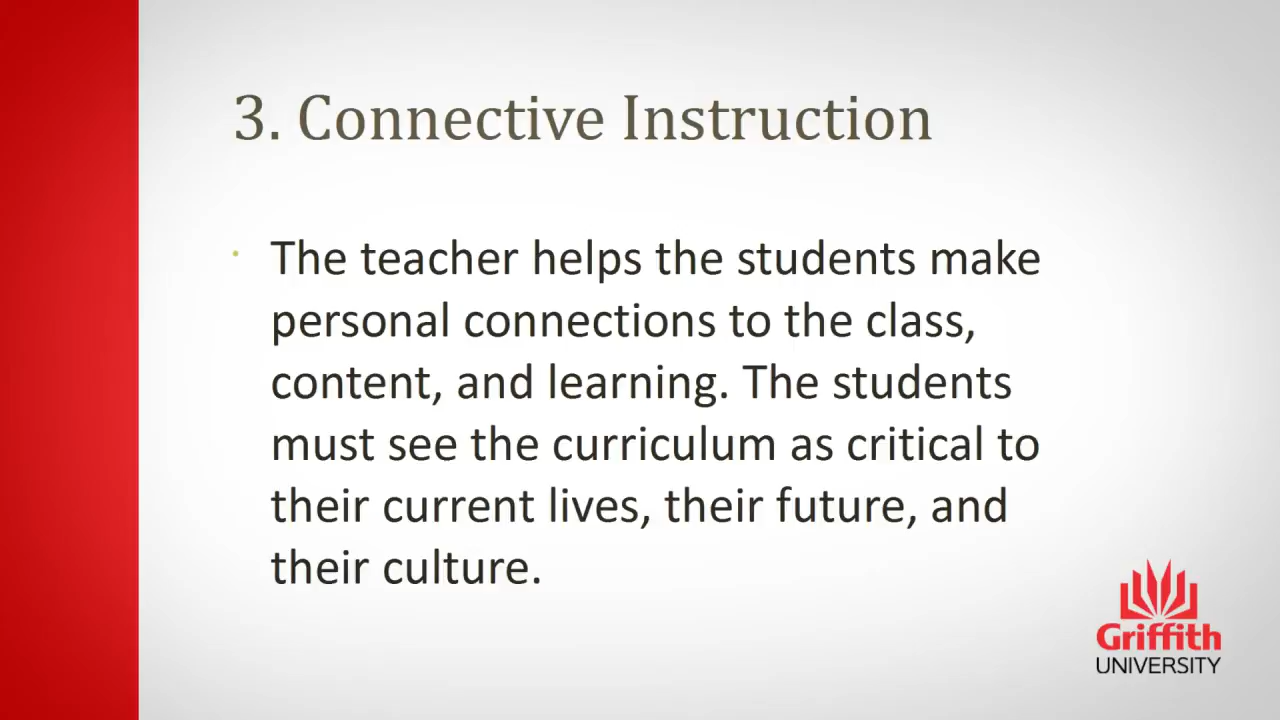 3. Connective Instruction
The teacher helps the students make
personal connections to the class,
content, and learning. The students
must see the curriculum as critical to
their current lives, their future, and
their culture.
Griffith
UNIVERSITY